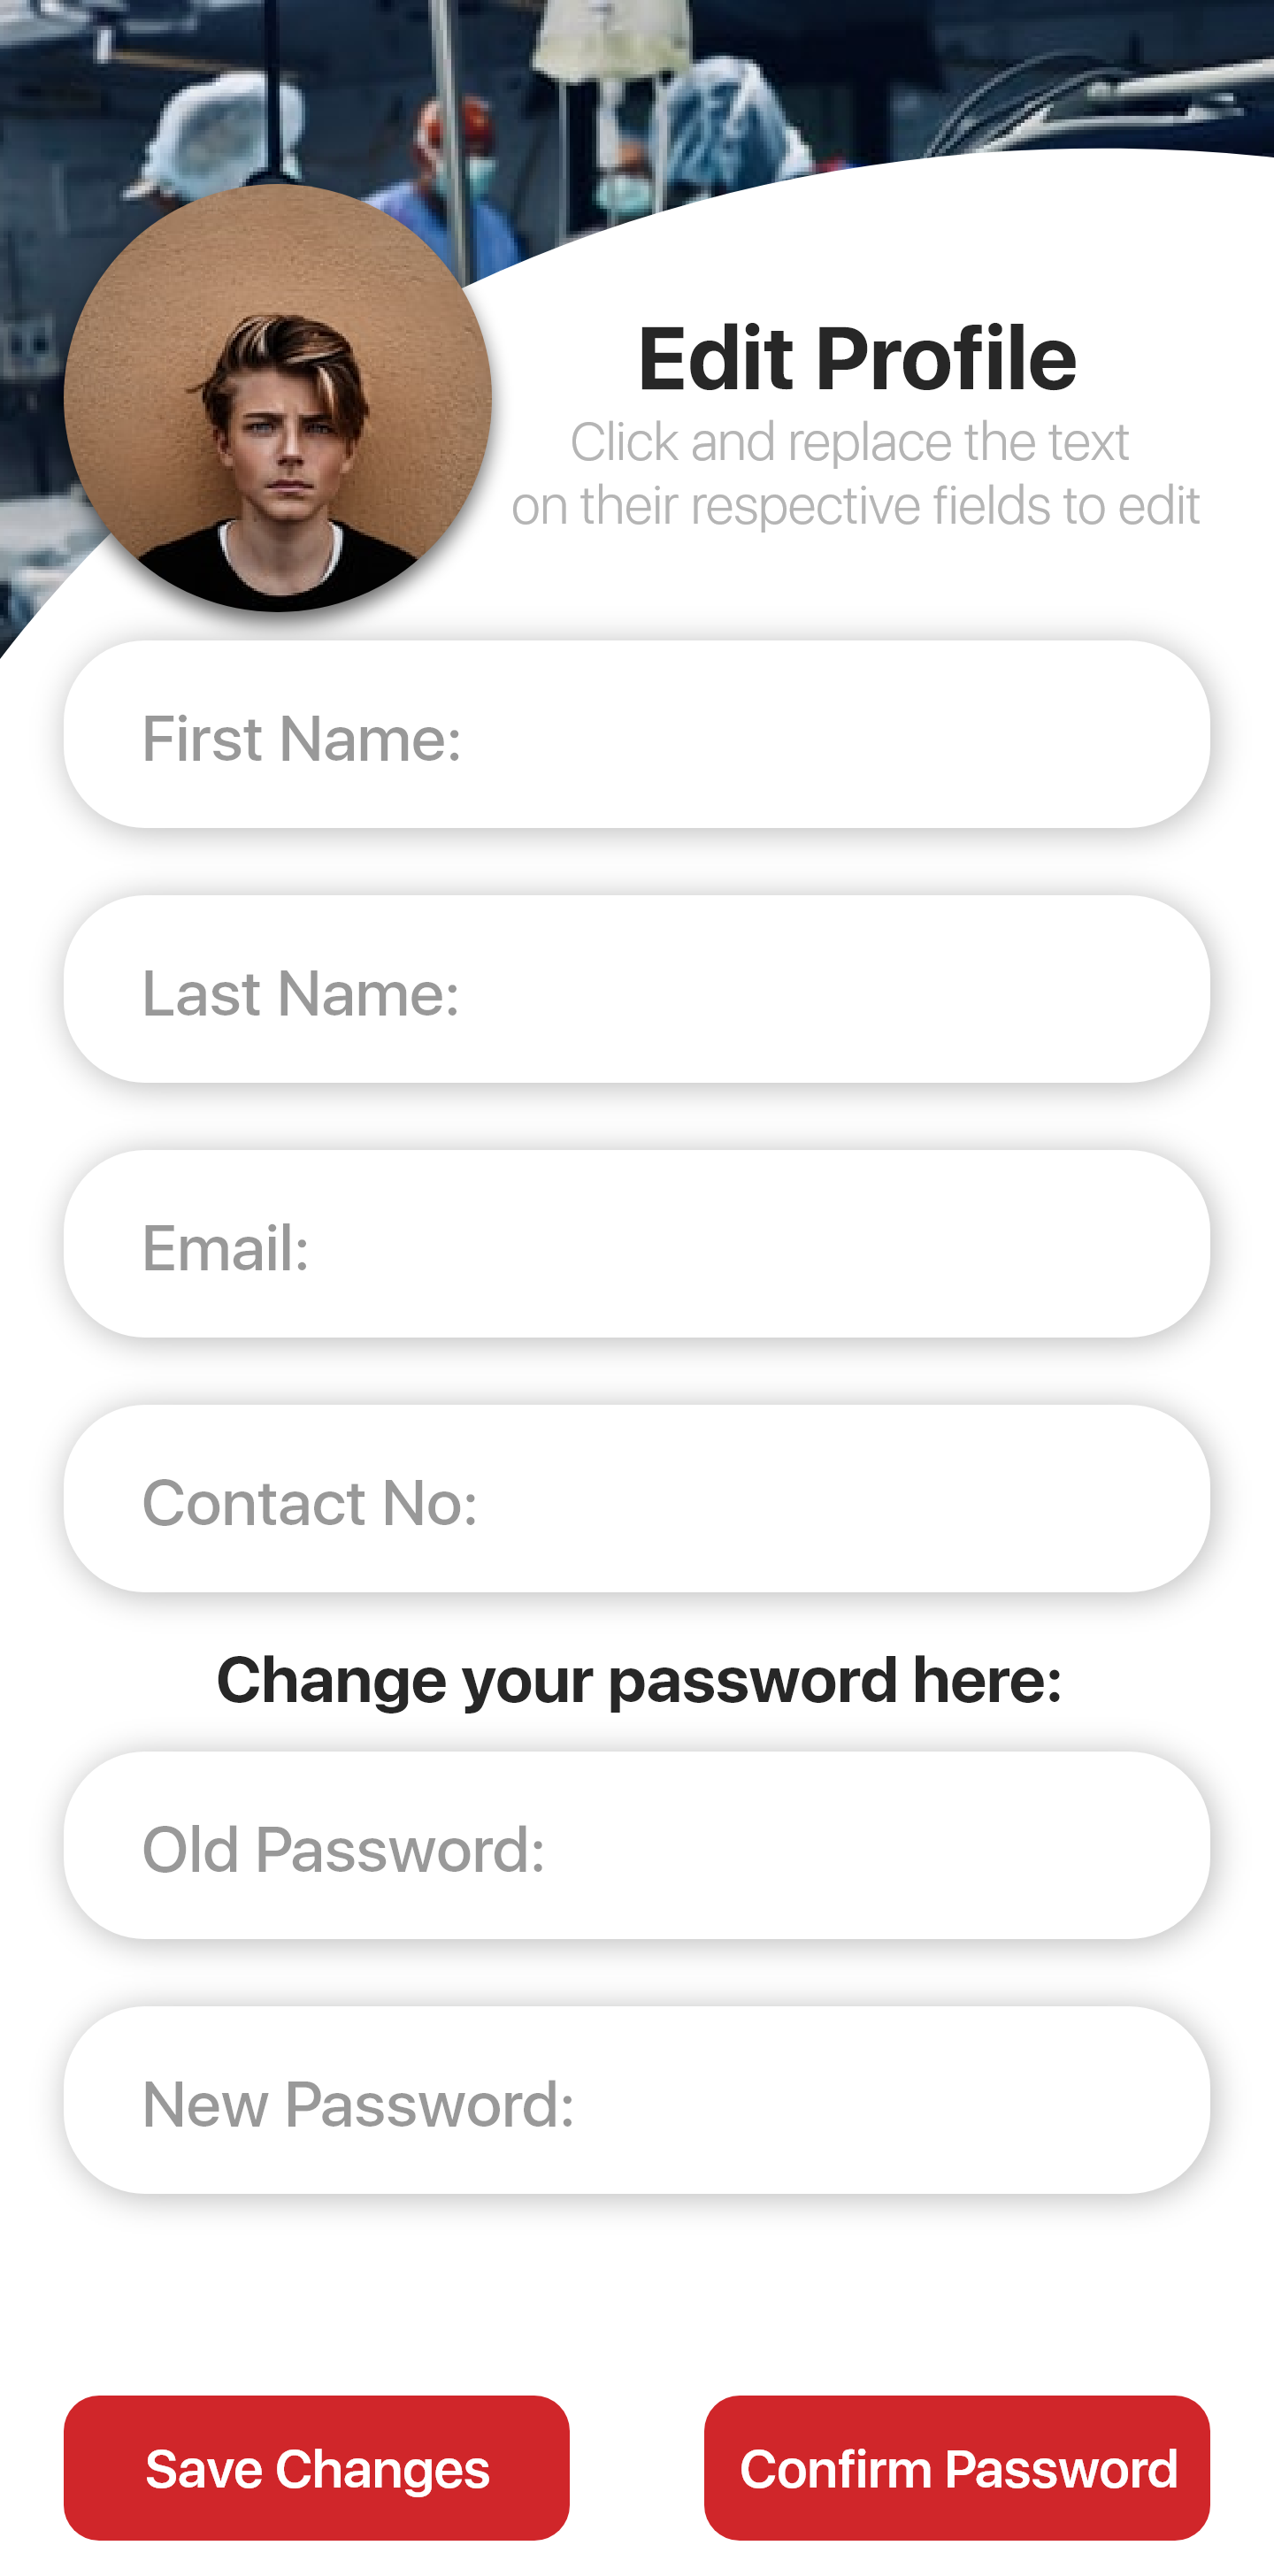 Edit Profile
Click and replace the text
on their respective fields to edit
First Name:
Last Name:
Email:
Contact No:
Change your password here:
Old Password:
New Password:
Save Changes
Confirm Password